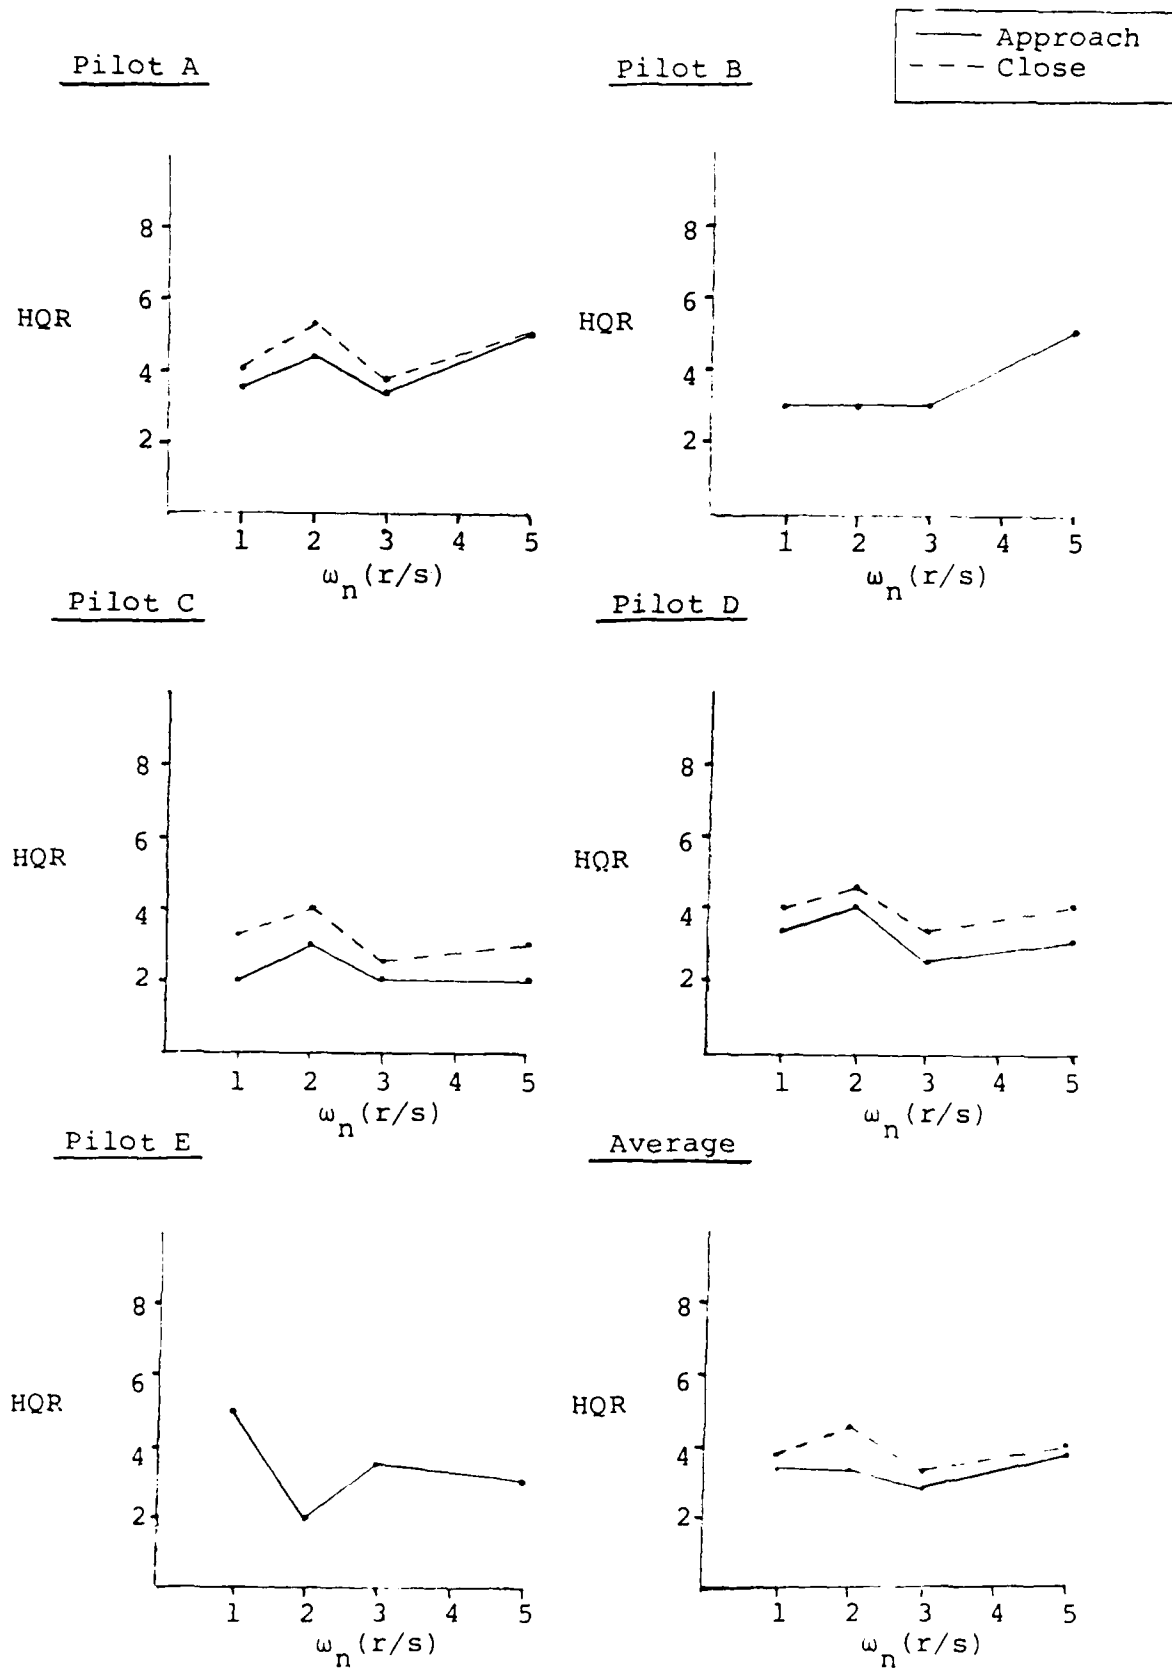 Approach
Close
Pilot A
Pilot B
8
6
HQR
4
2
1 2 3 4 5
ωn(r/s)
8
6
HQR
4
2
1 2 3 4 5
ωn(r/s)
Pilot C
Pilot D
8
6
HQR
4
2
1 2 3 4 5
ωn(r/s)
8
6
HQR
4
2
1 2 3 4 5
ωn(r/s)
Pilot E
Average
8
6
HQR
4
2
1 2 3 4 5
ωn(r/s)
8
6
HQR
4
2
1 2 3 4 5
ωn(r/s)